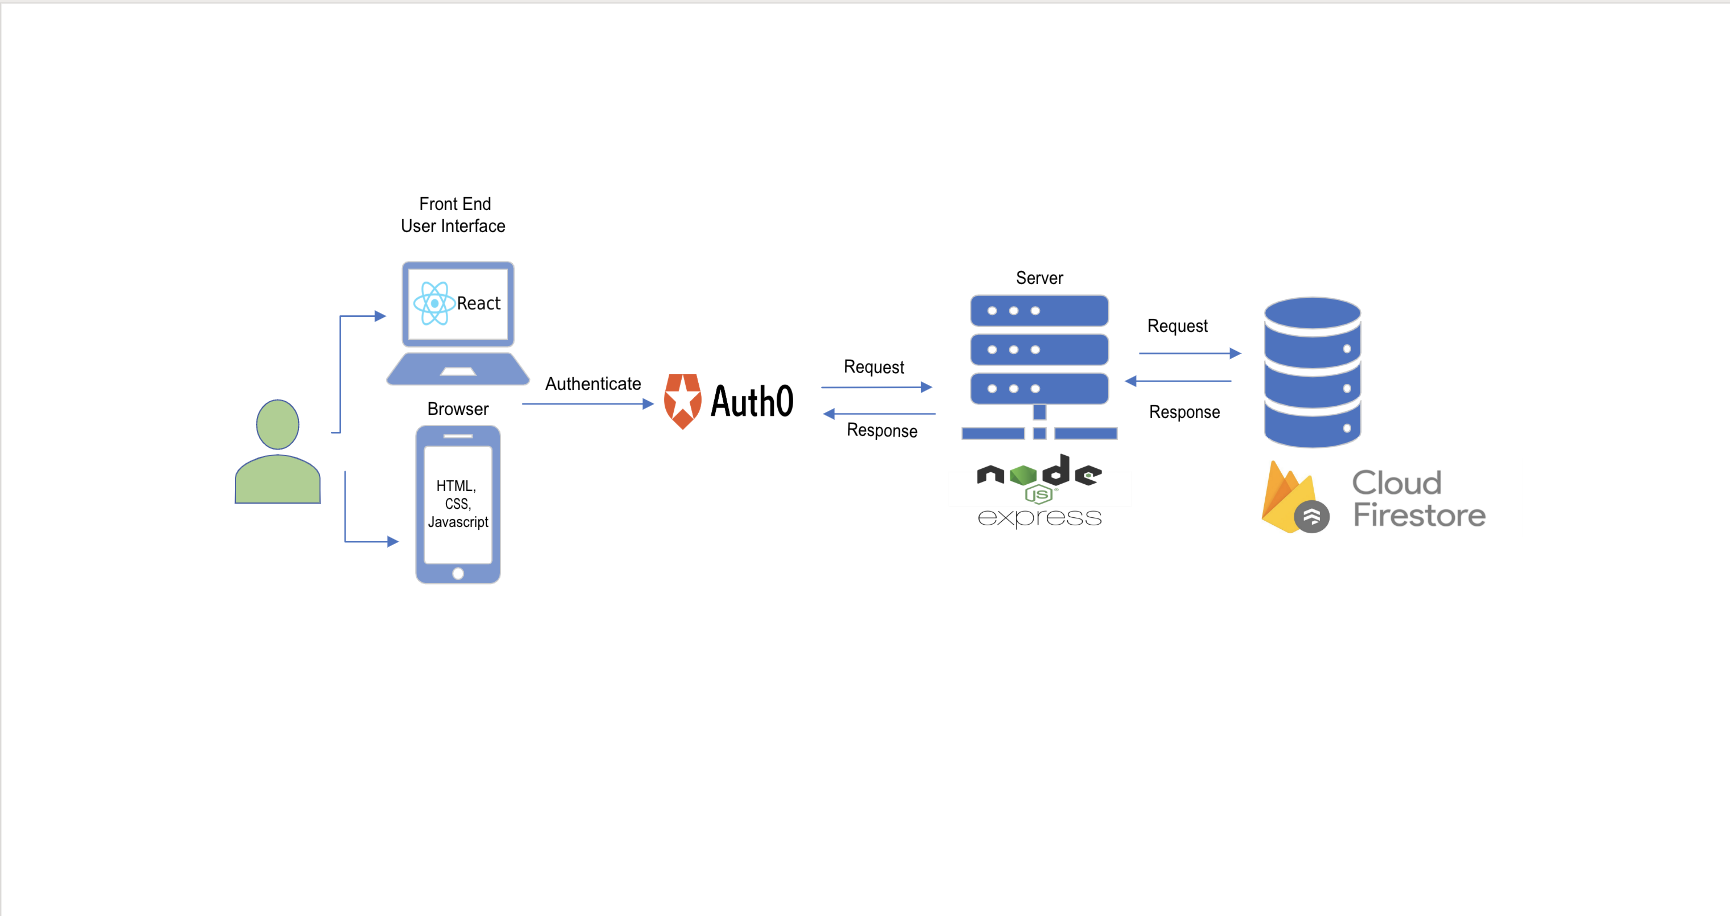 Front End
User Interface
React
Browser
HTML,
CSS,
Javascript
Authenticate
Auth0
Request
Response
Server
node
JS
express
Request
Response
Cloud
Firestore